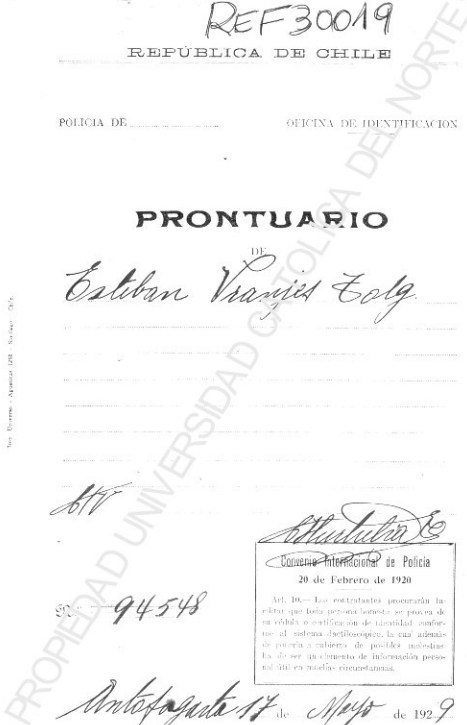 REF30019
REPÚBLICA DE CHILE
POLICIA DE
OFICINA DE IDENTIFICACION
PRONTUARIO
DE
Esteban Vranjes
Convenio Internacional de Policía
20 de Febrero de 1920
Art. 10.— Los contratantes procurarán facilitar que toda persona honesta se provea de
su cédula o certificación de identidad conforme al sistema dactiloscópico, la cual además
de ponerla a cubierto de posibles molestias
ha de ser un elemento de información personal útil en muchas circunstancias.
No. 94548
Antofagasta 17 de Mayo de 1929
PROPIEDAD UNIVERSIDAD CATOLICA DEL NORTE